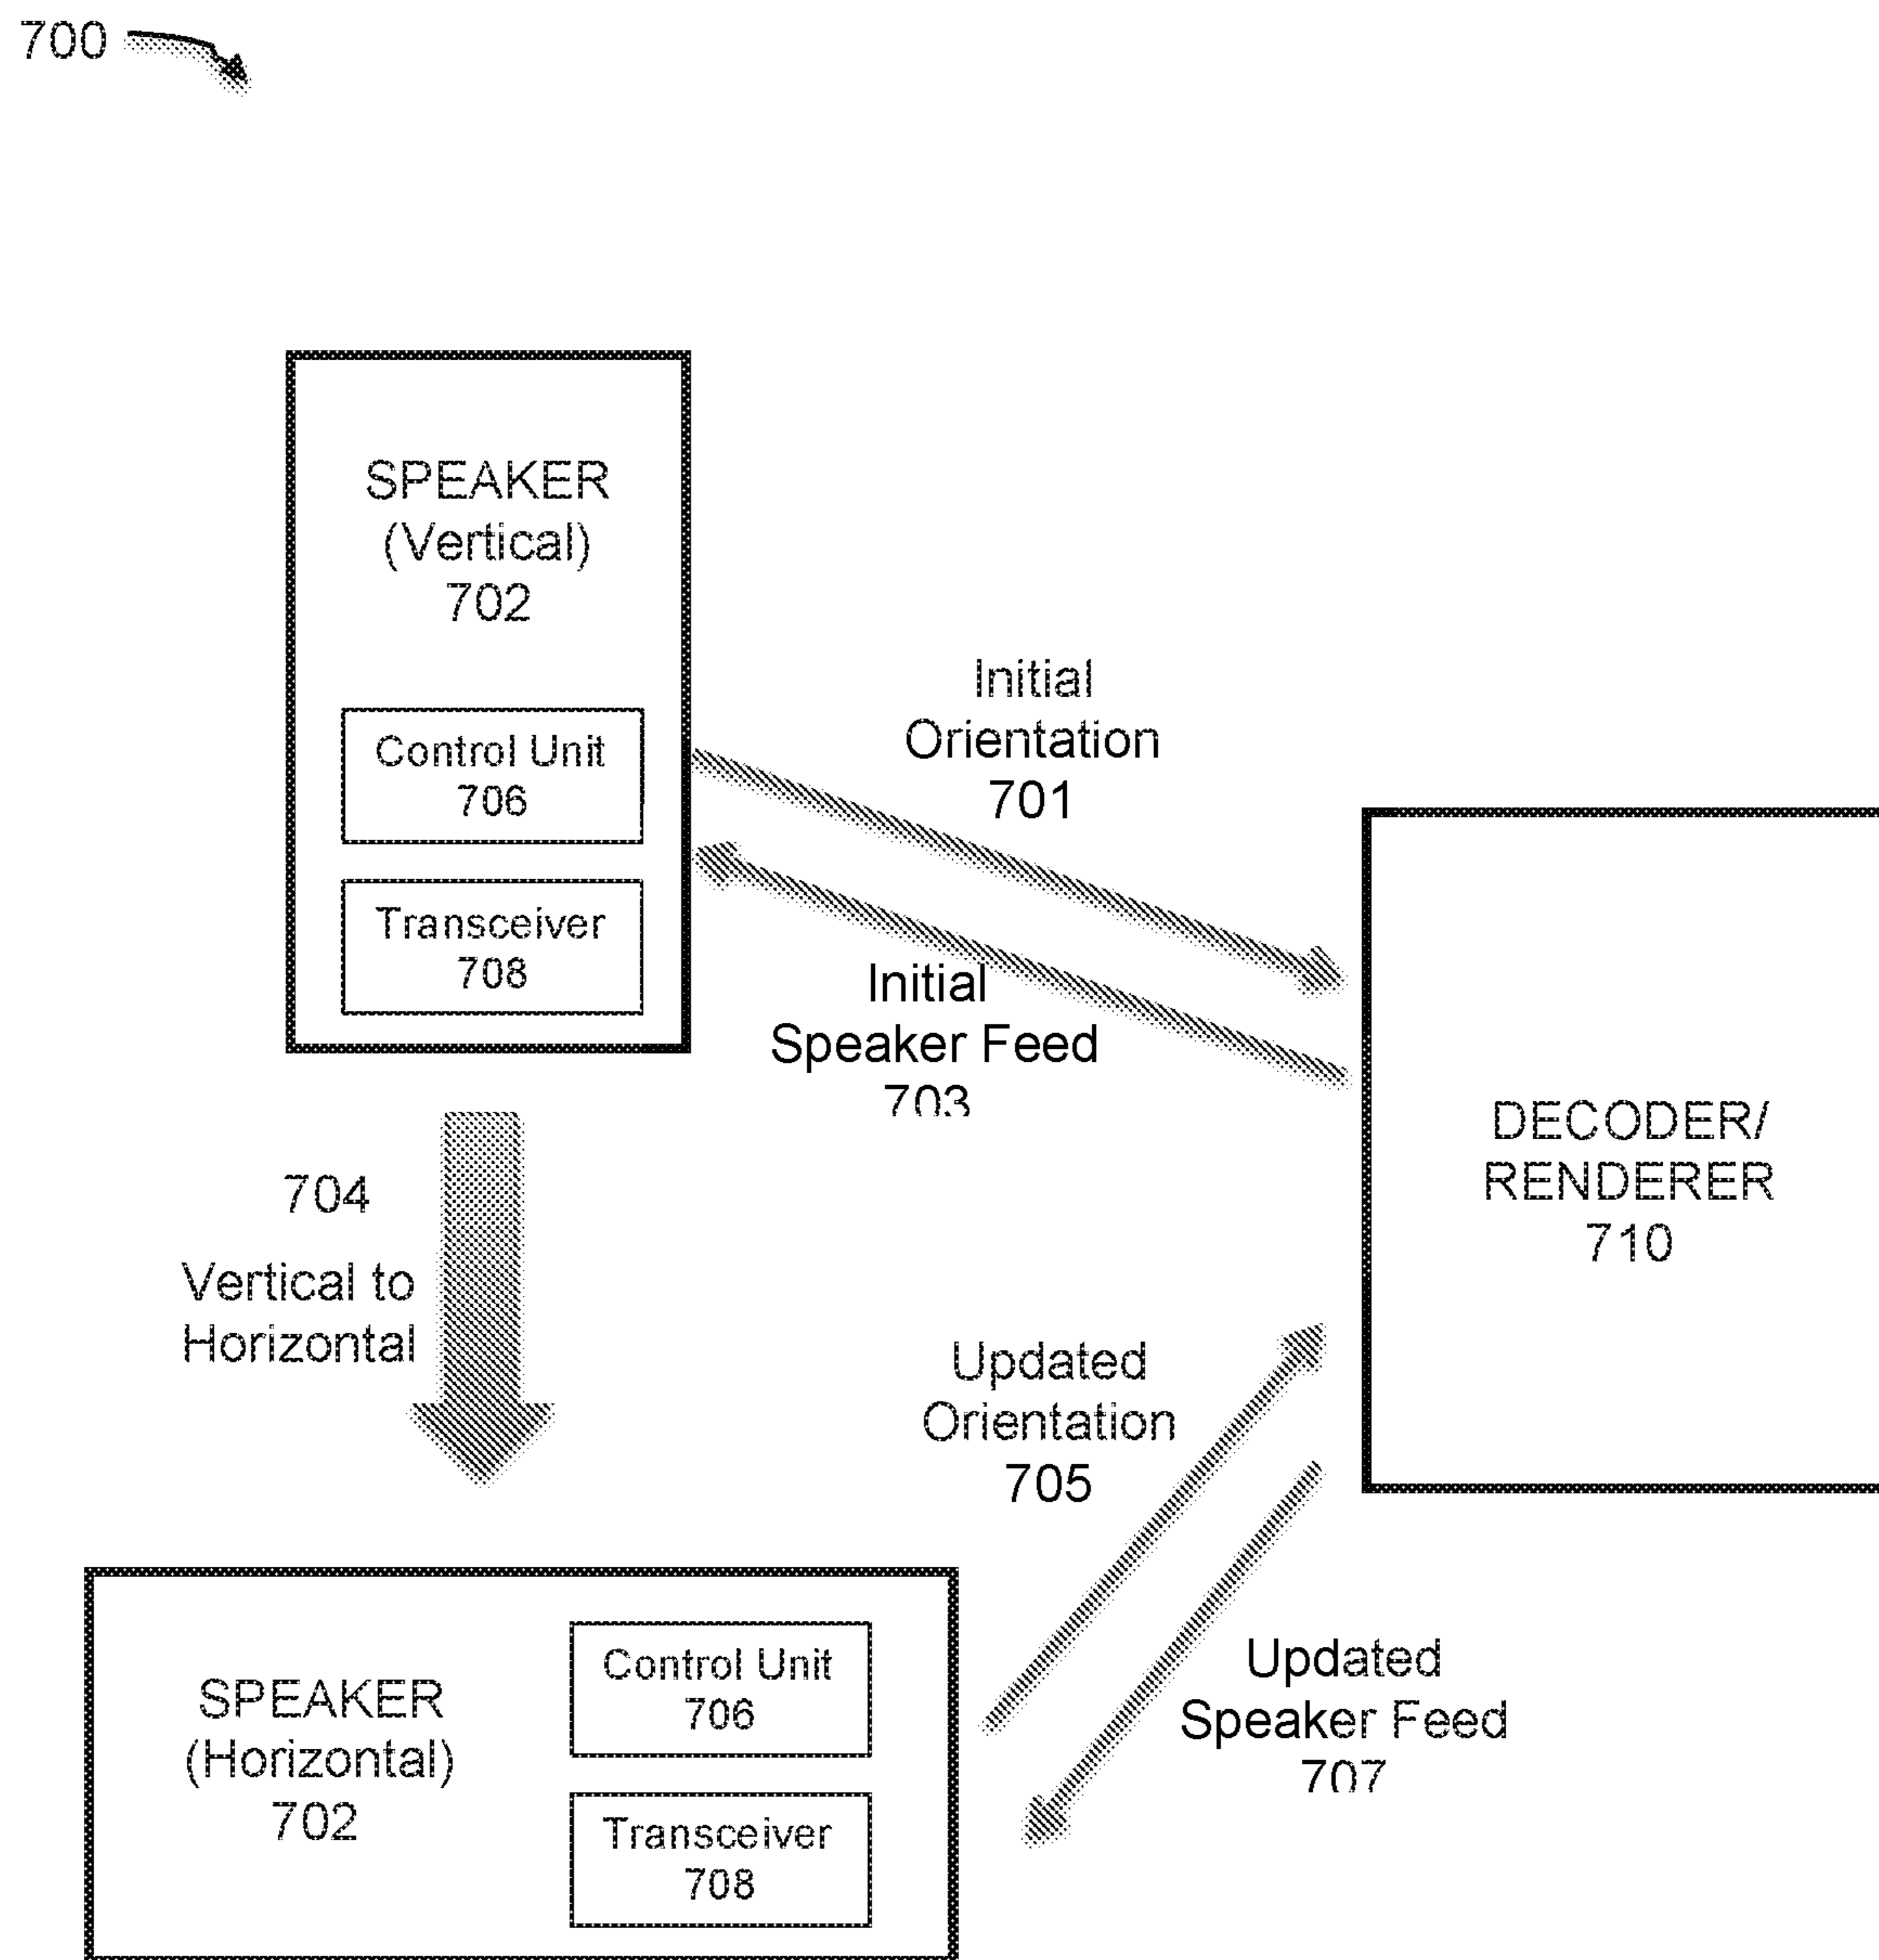 700
SPEAKER
(Vertical)
702
Control Unit
706
Transceiver
708
Initial
Orientation
701
Initial
Speaker Feed
703
DECODER/
RENDERER
710
704
Vertical to
Horizontal
Updated
Orientation
705
SPEAKER
(Horizontal)
702
Control Unit
706
Transceiver
708
Updated
Speaker Feed
707